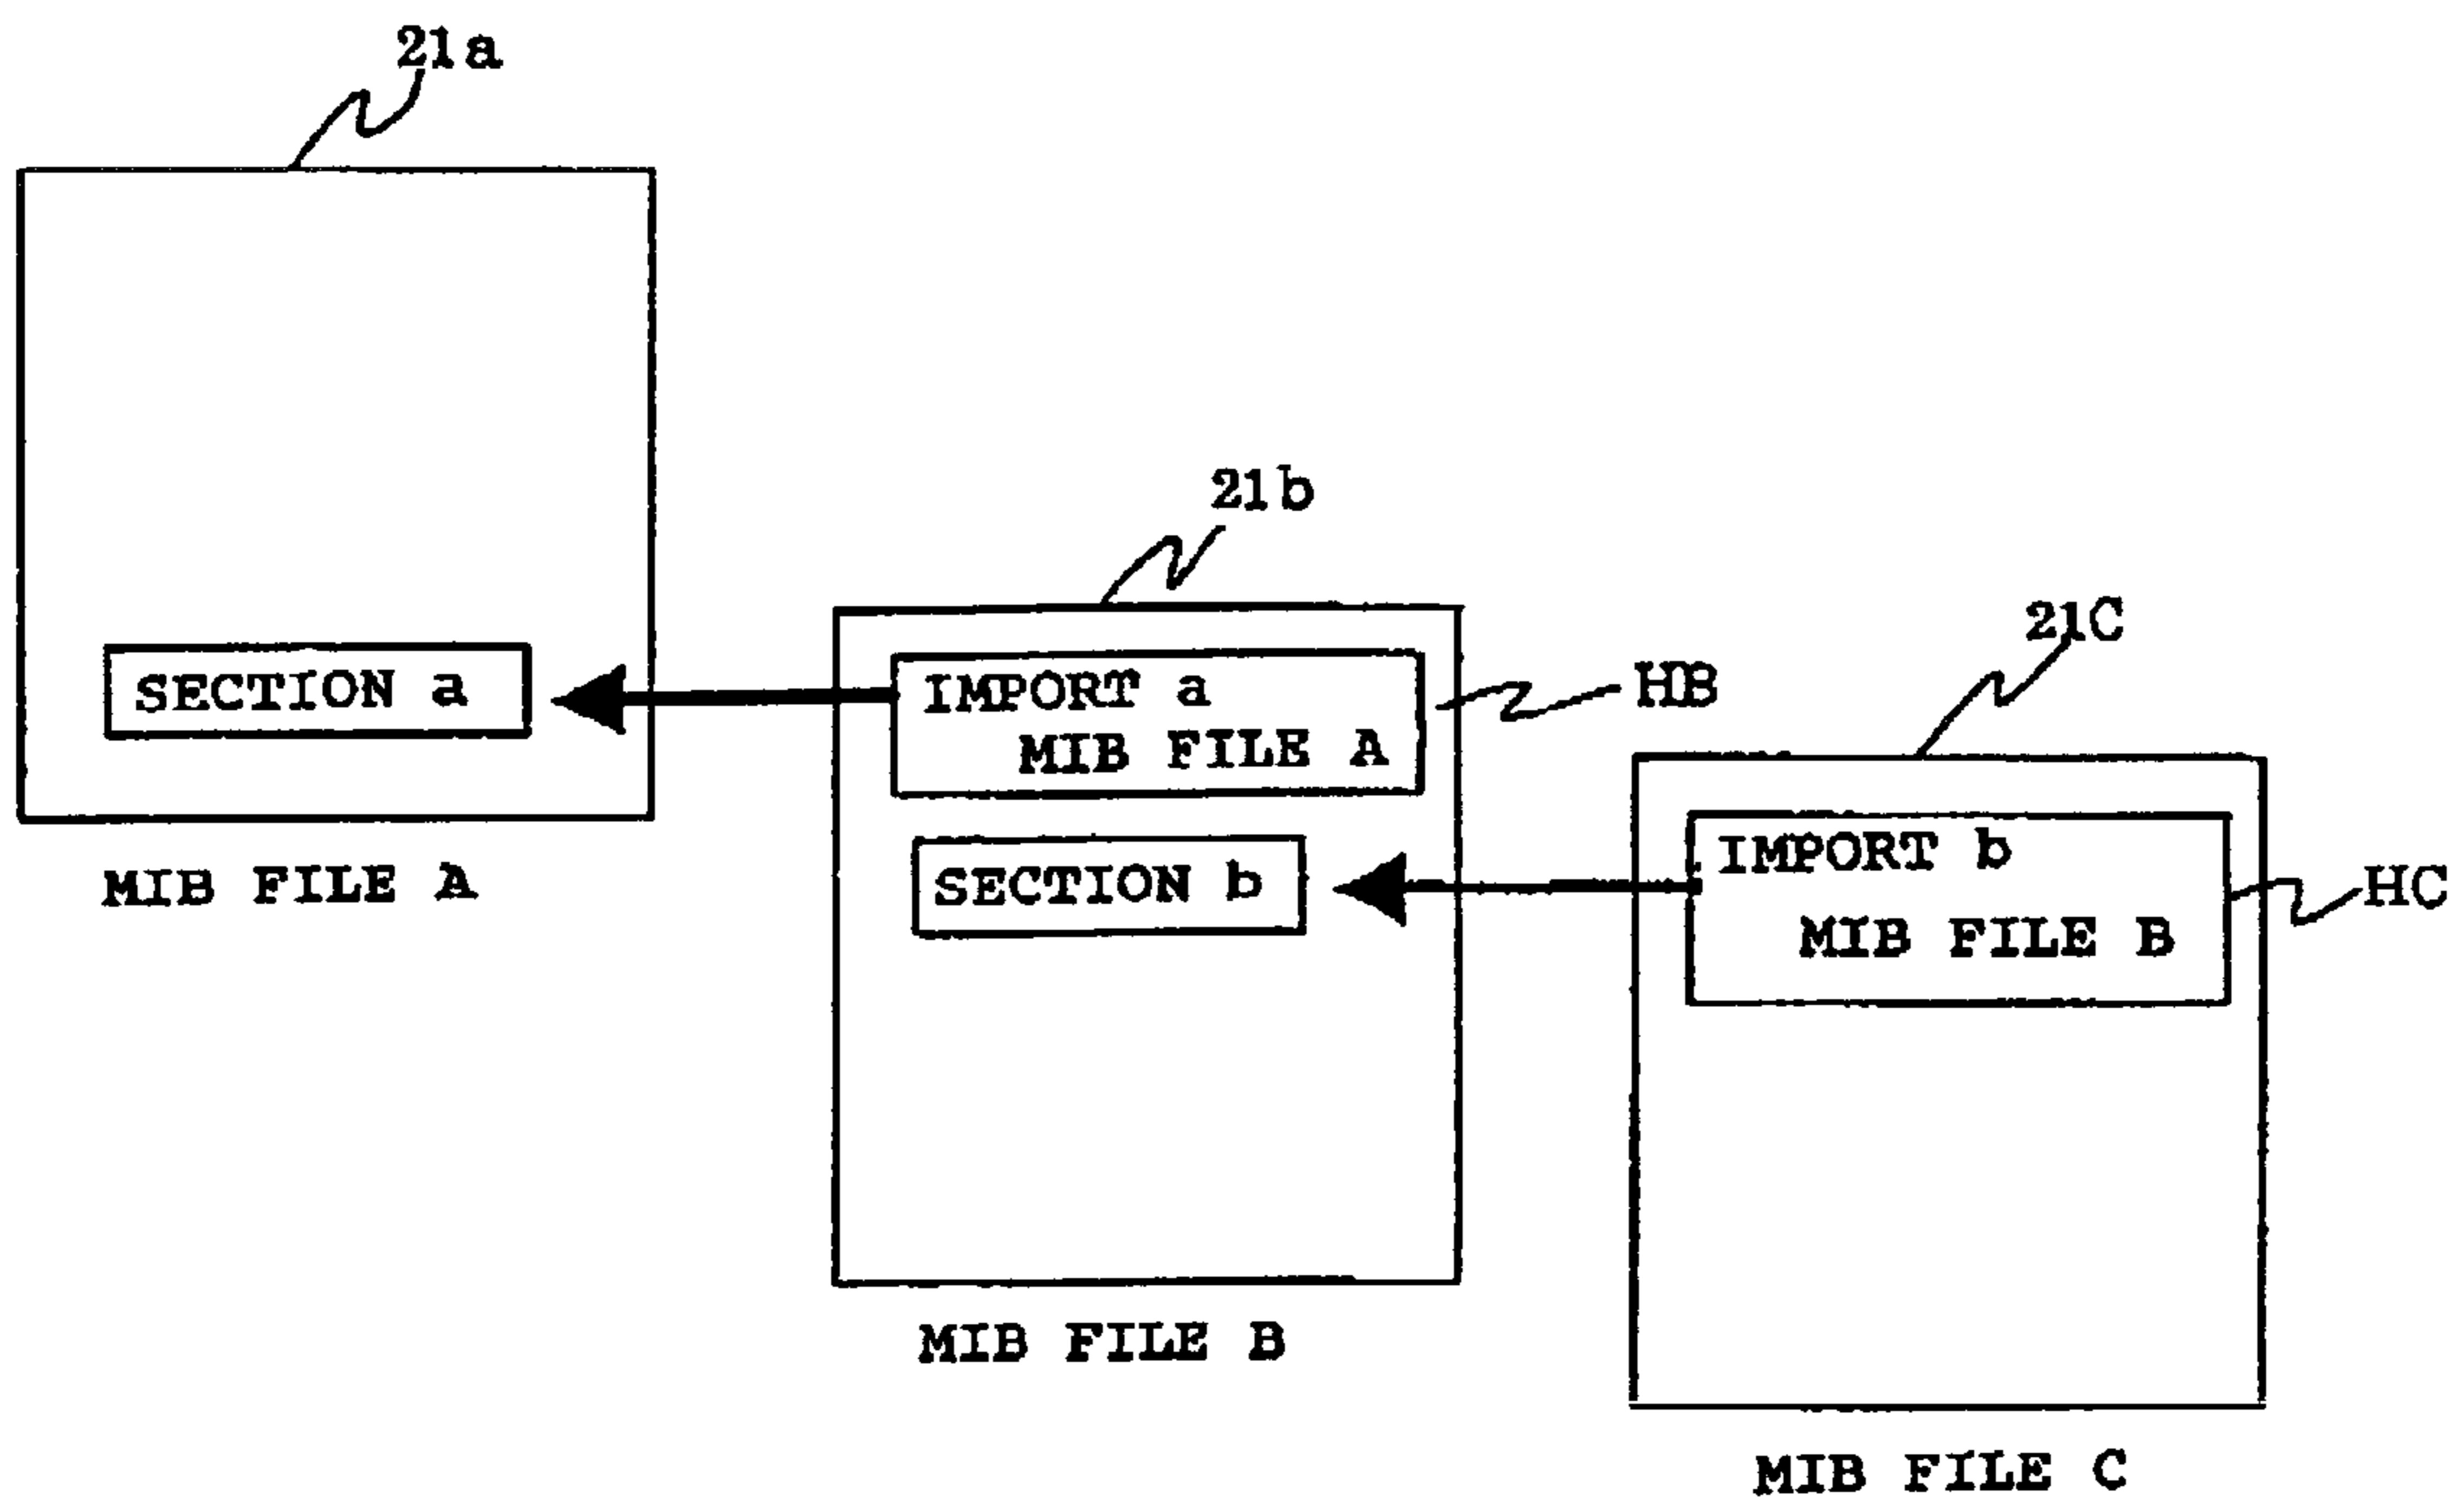 21a
SECTION a
MIB FILE A
21b
IMPORT a
MIB FILE A
HB
SECTION b
MIB FILE B
21C
IMPORT b
MIB FILE B
HC
MIB FILE C